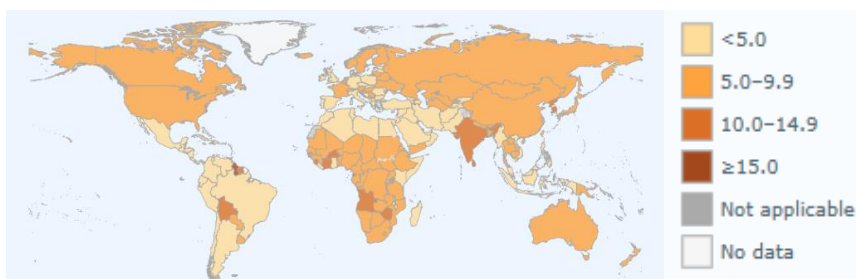 <5.0
5.0–9.9
10.0–14.9
≥15.0
Not applicable
No data